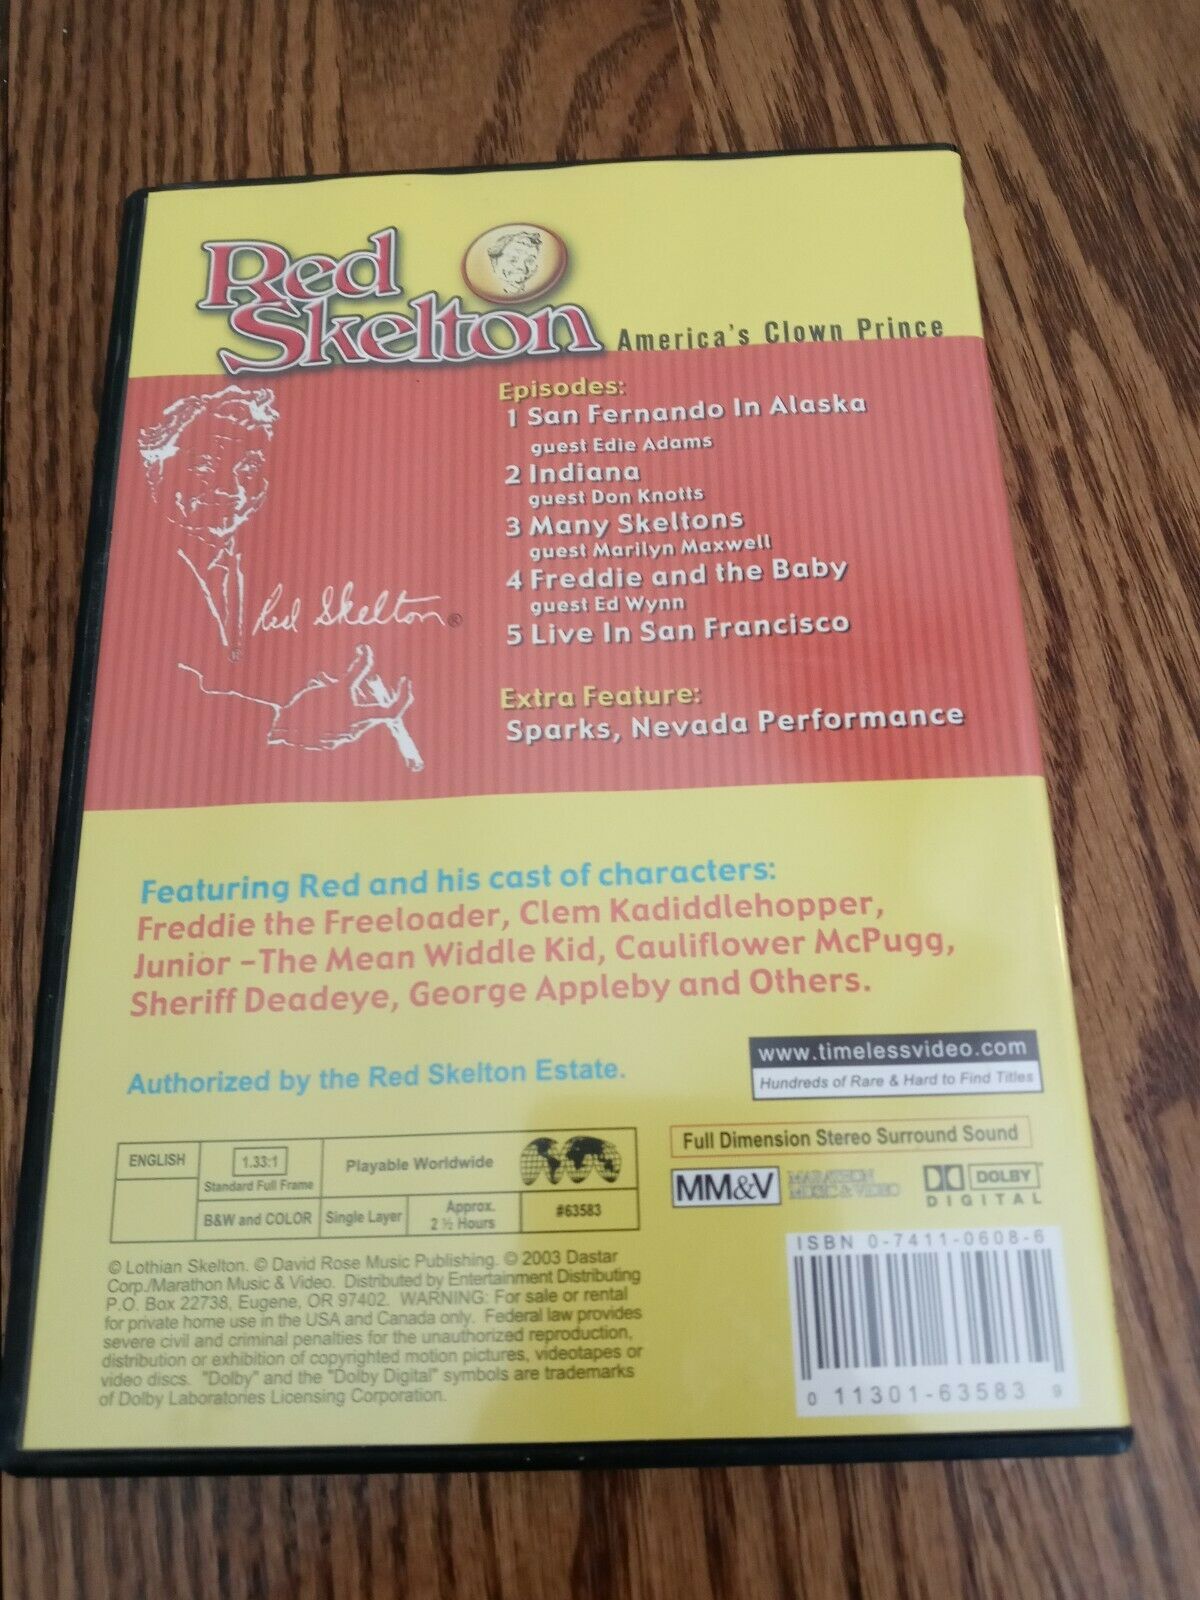 Red
Skelton
America's Clown Prince
Episodes:
1 San Fernando In Alaska
guest Edie Adams
2 Indiana
guest Don Knotts
3 Many Skeltons
guest Marilyn Maxwell
4 Freddie and the Baby
guest Ed Wynn
5 Live In San Francisco
Red Skelton®
®
Extra Feature:
Sparks, Nevada Performance
Featuring Red and his cast of characters:
Freddie the Freeloader, Clem Kadiddlehopper,
Junior -The Mean Widdle Kid, Cauliflower McPugg,
Sheriff Deadeye, George Appleby and Others.
Authorized by the Red Skelton Estate.
www.timelessvideo.com
Hundreds of Rare & Hard to Find Titles
ENGLISH
1.33:1
Standard Full Frame
Playable Worldwide
B&W and COLOR
Single Layer
Approx.
2 ½ Hours
#63583
Full Dimension Stereo Surround Sound
MM&V
MARATHON
MUSIC & VIDEO
DOLBY
DIGITAL
© Lothian Skelton. © David Rose Music Publishing. © 2003 Dastar
Corp./Marathon Music & Video. Distributed by Entertainment Distributing
P.O. Box 22738, Eugene, OR 97402. WARNING: For sale or rental
for private home use in the USA and Canada only. Federal law provides
severe civil and criminal penalties for the unauthorized reproduction,
distribution or exhibition of copyrighted motion pictures, videotapes or
video discs. "Dolby" and the "Dolby Digital" symbols are trademarks
of Dolby Laboratories Licensing Corporation.
ISBN 0-7411-0608-6
0 11301-63583 9